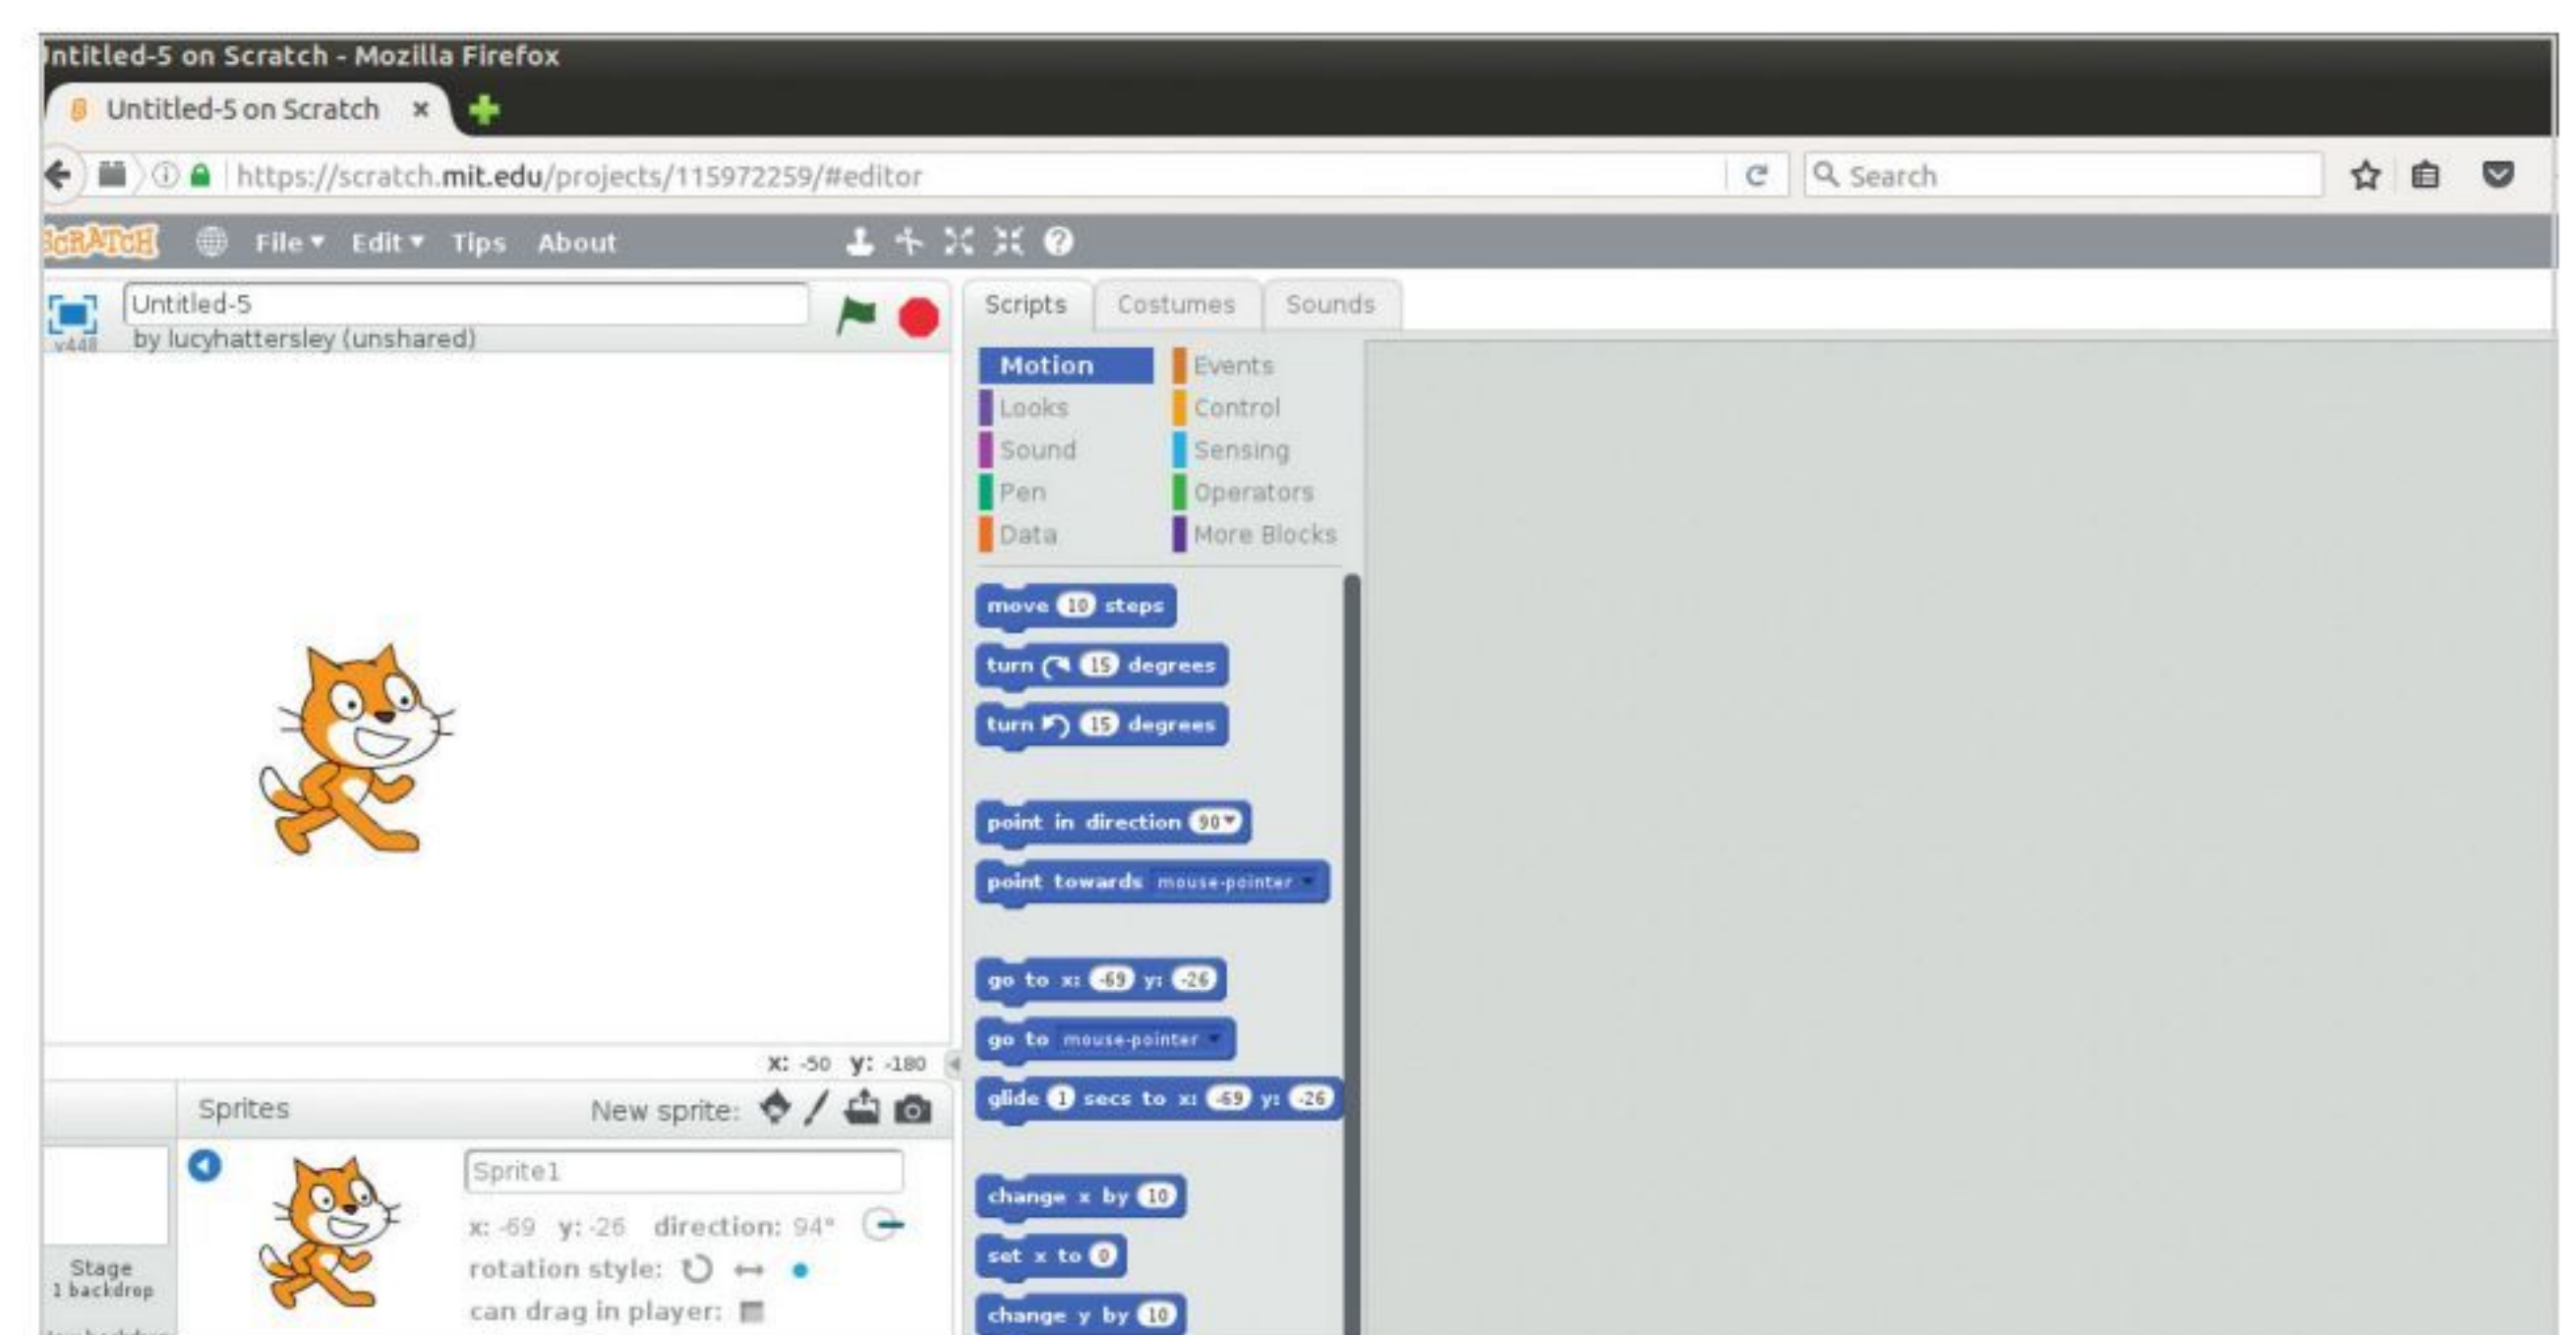 Untitled-5 on Scratch - Mozilla Firefox
Untitled-5 on Scratch
https://scratch.mit.edu/projects/115972259/#editor
Search
SCRATCH File Edit Tips About
Untitled-5
by lucyhattersley (unshared)
v448
Scripts Costumes Sounds
Motion Events
Looks Control
Sound Sensing
Pen Operators
Data More Blocks
move 10 steps
turn 15 degrees
turn 15 degrees
point in direction 90
point towards mouse-pointer
go to x: -69 y: -26
go to mouse-pointer
glide 1 secs to x: -69 y: -26
change x by 10
set x to 0
change y by 10
x: -50 y: -180
Sprites New sprite:
Sprite1
x: -69 y: -26 direction: 94°
rotation style:
can drag in player:
Stage
1 backdrop